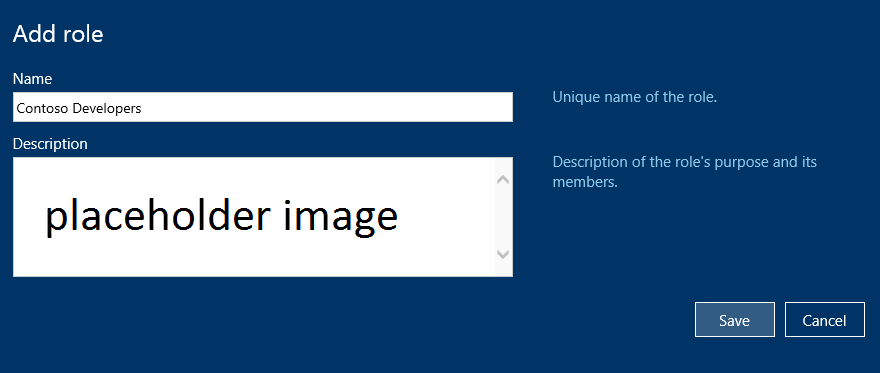 Add role
Name
Contoso Developers
Unique name of the role.
Description
placeholder image
Description of the role's purpose and its
members.
Save
Cancel